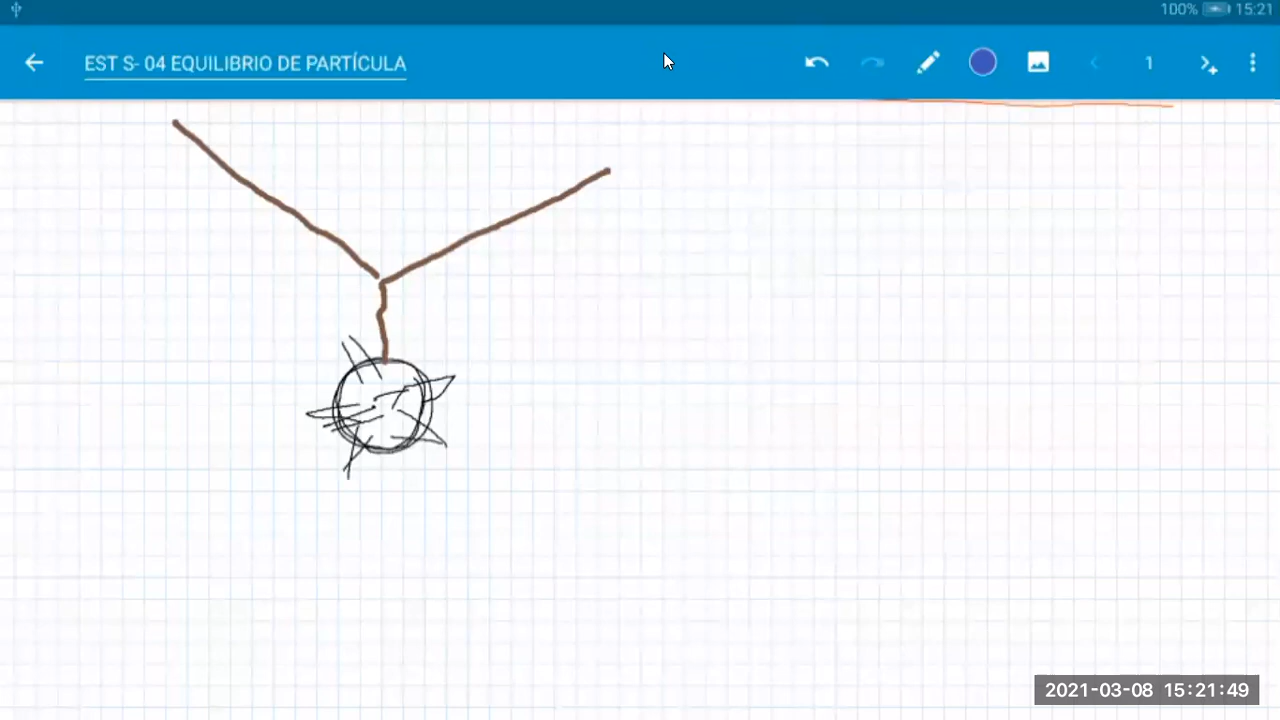 100% 15:21
EST S- 04 EQUILIBRIO DE PARTÍCULA
1
2021-03-08 15:21:49